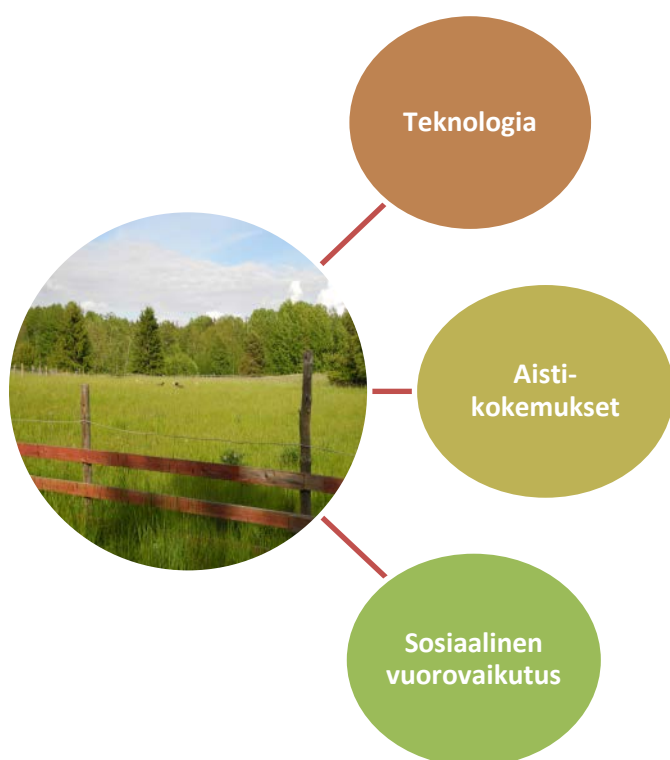 Teknologia
Aisti-
kokemukset
Sosiaalinen
vuorovaikutus